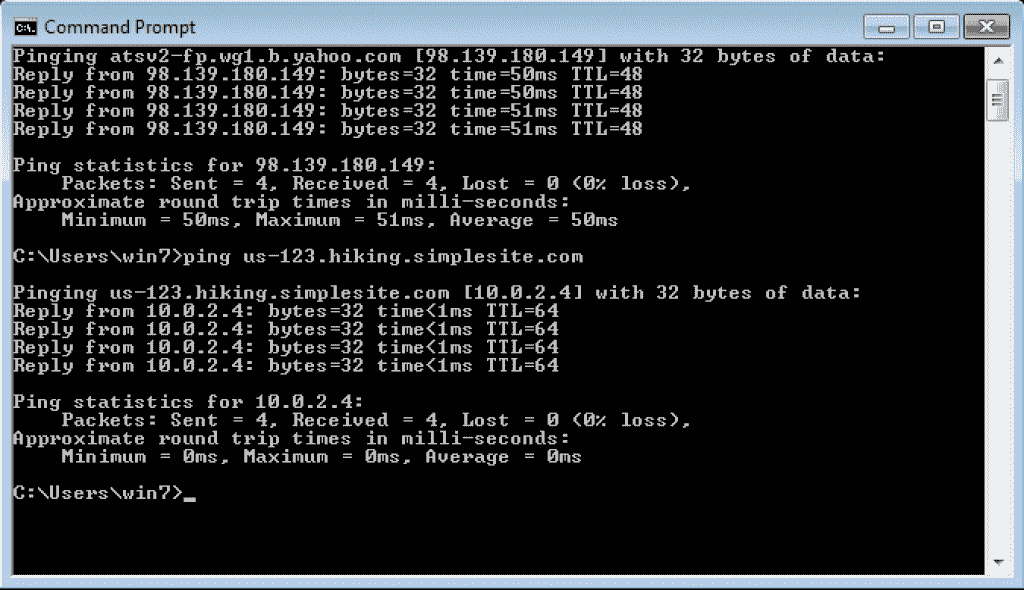 Command Prompt
Pinging atsv2-fp.wg1.b.yahoo.com [98.139.180.149] with 32 bytes of data:
Reply from 98.139.180.149: bytes=32 time=50ms TTL=48
Reply from 98.139.180.149: bytes=32 time=50ms TTL=48
Reply from 98.139.180.149: bytes=32 time=51ms TTL=48
Reply from 98.139.180.149: bytes=32 time=51ms TTL=48
Ping statistics for 98.139.180.149:
    Packets: Sent = 4, Received = 4, Lost = 0 (0% loss),
Approximate round trip times in milli-seconds:
    Minimum = 50ms, Maximum = 51ms, Average = 50ms
C:\Users\win7>ping us-123.hiking.simplesite.com
Pinging us-123.hiking.simplesite.com [10.0.2.4] with 32 bytes of data:
Reply from 10.0.2.4: bytes=32 time<1ms TTL=64
Reply from 10.0.2.4: bytes=32 time<1ms TTL=64
Reply from 10.0.2.4: bytes=32 time<1ms TTL=64
Reply from 10.0.2.4: bytes=32 time<1ms TTL=64
Ping statistics for 10.0.2.4:
    Packets: Sent = 4, Received = 4, Lost = 0 (0% loss),
Approximate round trip times in milli-seconds:
    Minimum = 0ms, Maximum = 0ms, Average = 0ms
C:\Users\win7>_